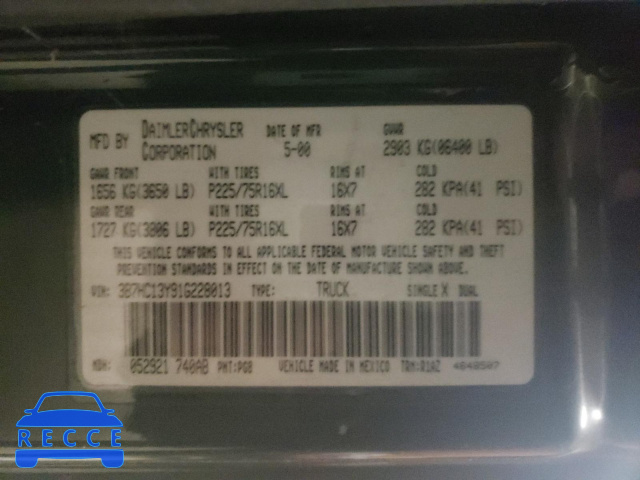 MFD BY DAIMLERCHRYSLER CORPORATION DATE OF MFR 5-00 GVWR 2903 KG(06400 LB)
GAWR FRONT WITH TIRES RIMS AT COLD
1656 KG(3650 LB) P225/75R16XL 16X7 282 KPA(41 PSI)
GAWR REAR WITH TIRES RIMS AT COLD
1727 KG(3806 LB) P225/75R16XL 16X7 282 KPA(41 PSI)
THIS VEHICLE CONFORMS TO ALL APPLICABLE FEDERAL MOTOR VEHICLE SAFETY AND THEFT
PREVENTION STANDARDS IN EFFECT ON THE DATE OF MANUFACTURE SHOWN ABOVE.
VIN: 3B7HC13Y91G228013 TYPE: TRUCK SINGLE X DUAL
MDH: 052921 740AB PNT:PG8 VEHICLE MADE IN MEXICO TRM:R1AZ 4648507
RECCE